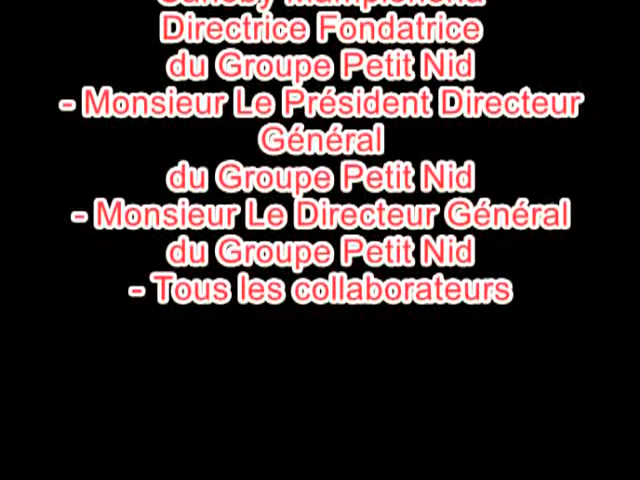 Directrice Fondatrice
du Groupe Petit Nid
- Monsieur Le Président Directeur
Général
du Groupe Petit Nid
- Monsieur Le Directeur Général
du Groupe Petit Nid
- Tous les collaborateurs